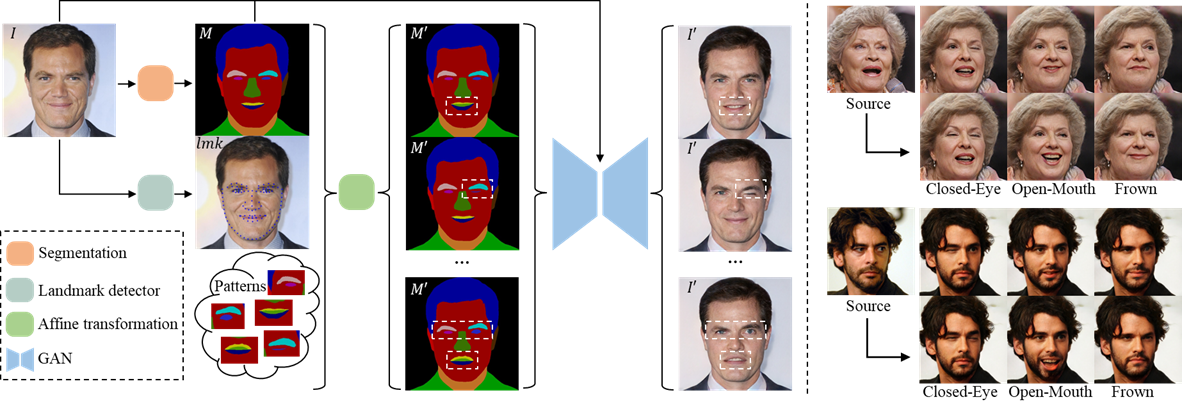 I
M
M′
I′
lmk
M′
I′
...
...
M′
I′
Patterns
Segmentation
Landmark detector
Affine transformation
GAN
Source
Closed-Eye Open-Mouth Frown
Source
Closed-Eye Open-Mouth Frown